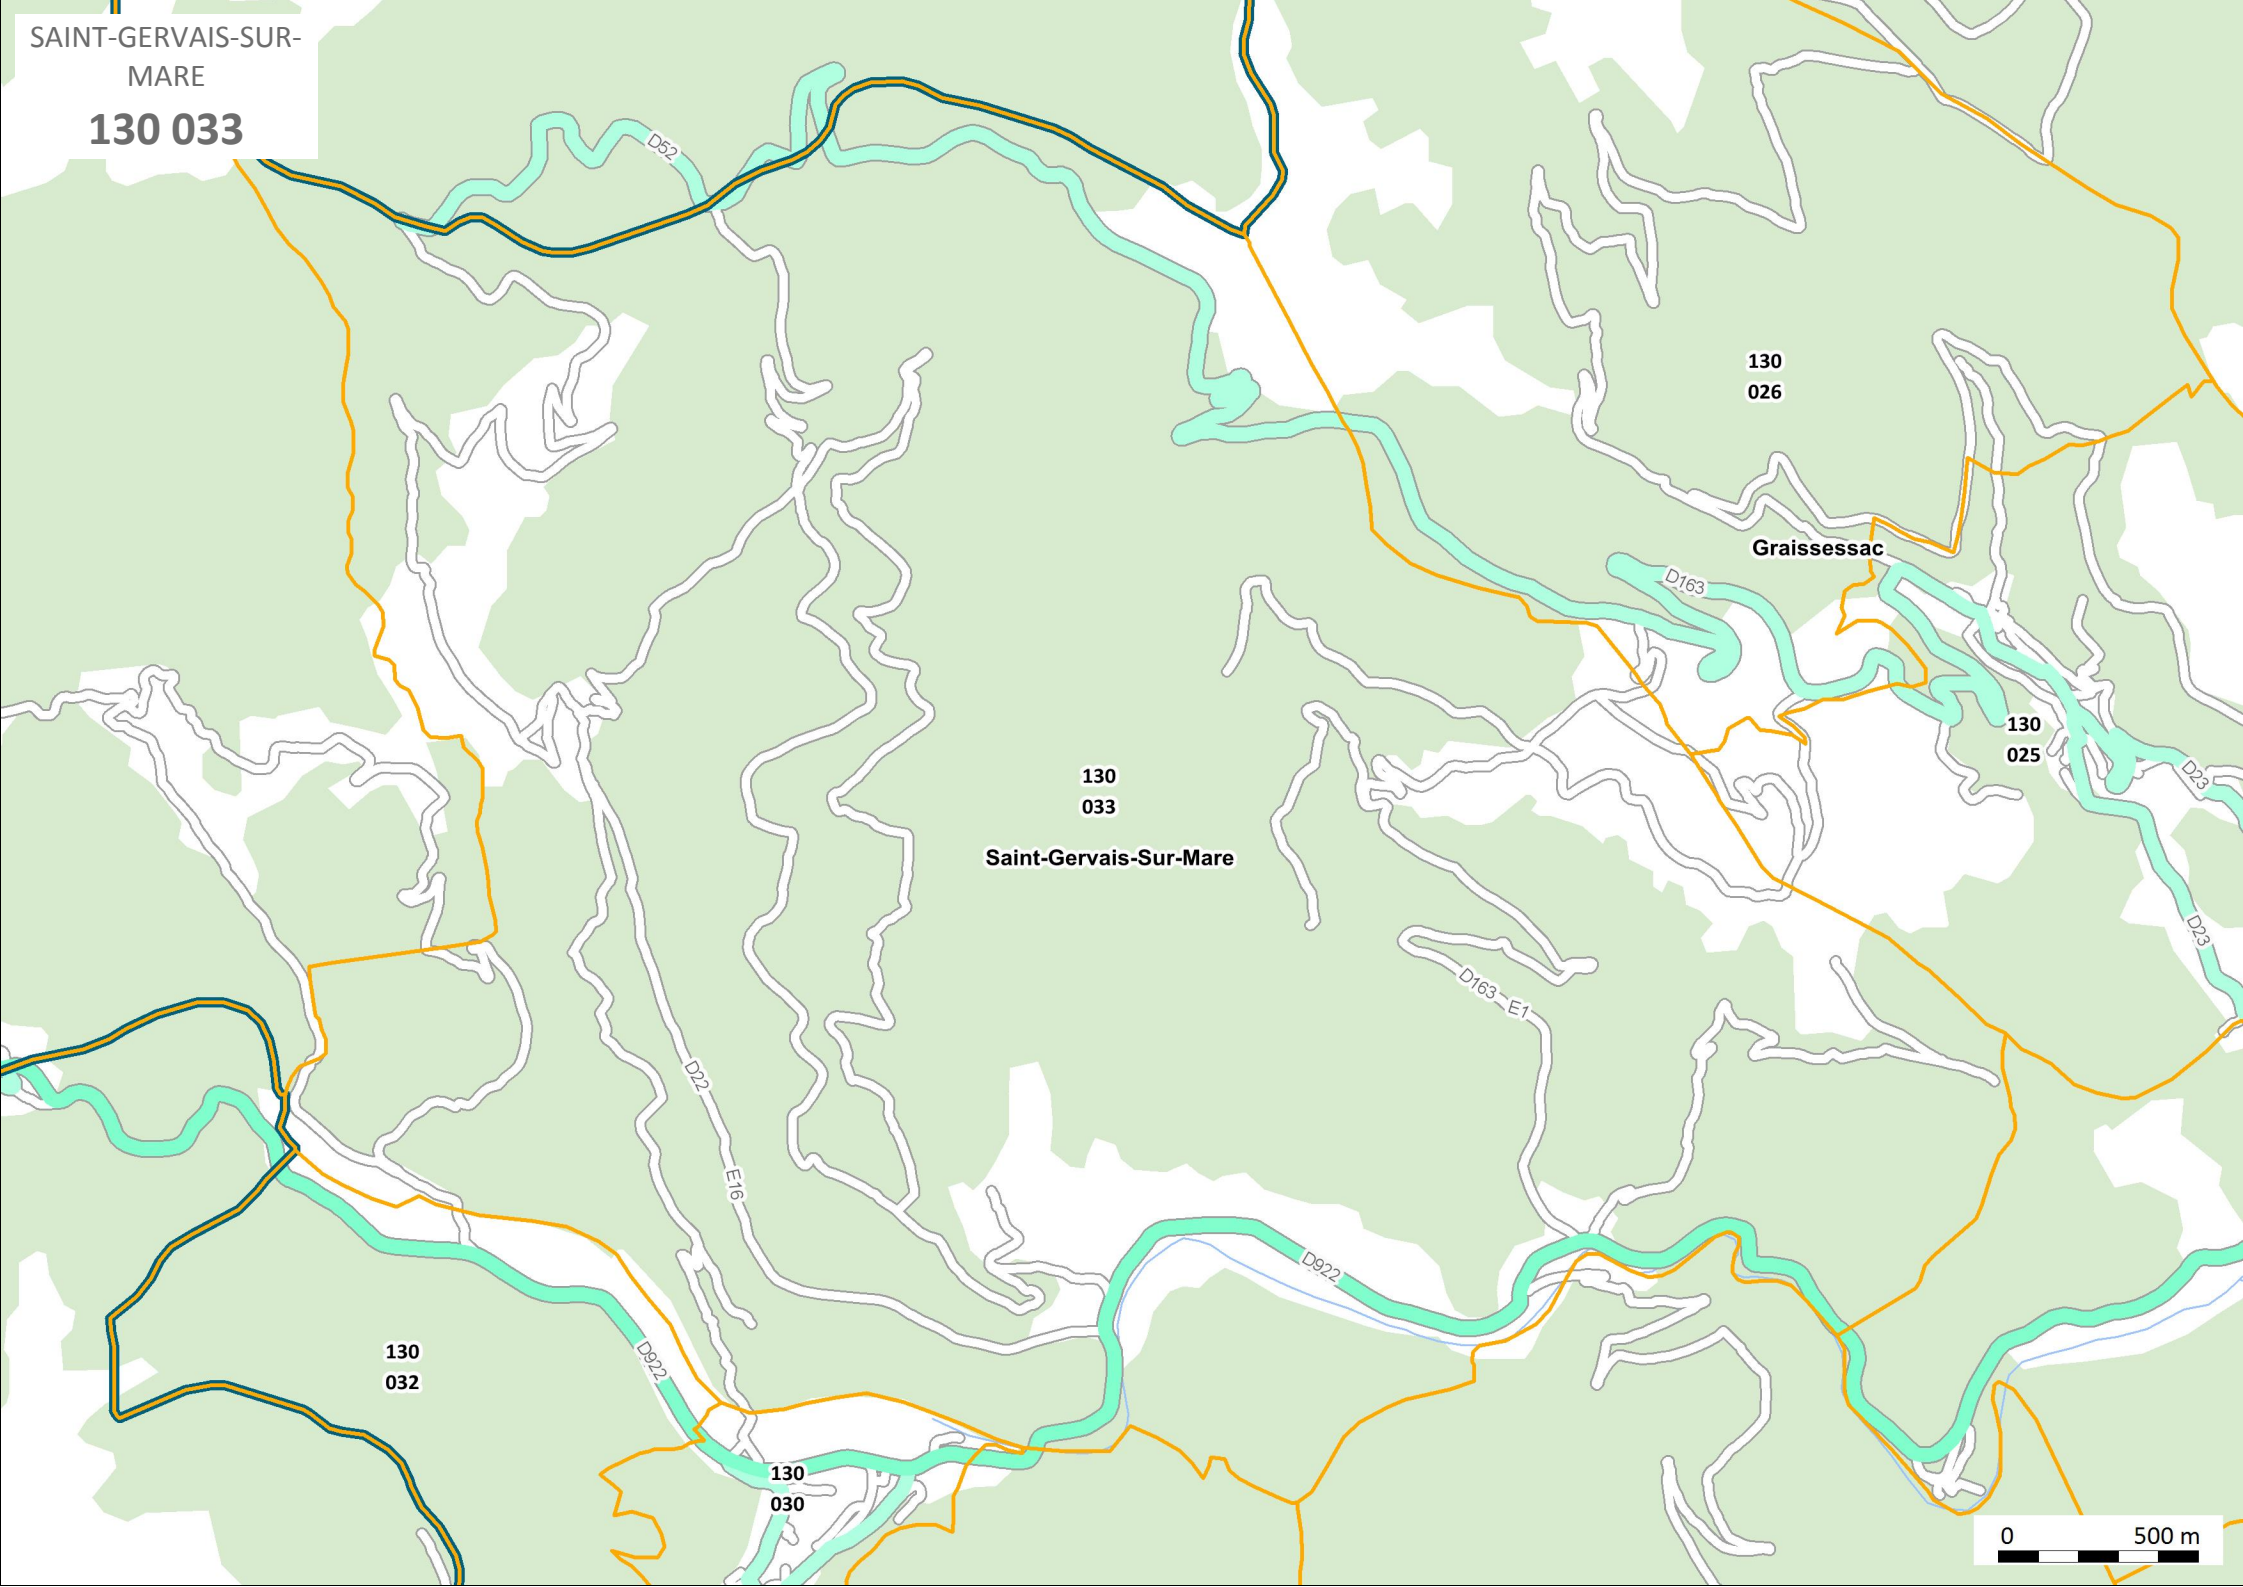 SAINT-GERVAIS-SUR-
MARE
130 033
D52
130
026
Graissessac
D163
130
025
D23
130
033
Saint-Gervais-Sur-Mare
D23
D163 E1
D22
E16
D922
D922
130
032
130
030
0 500 m